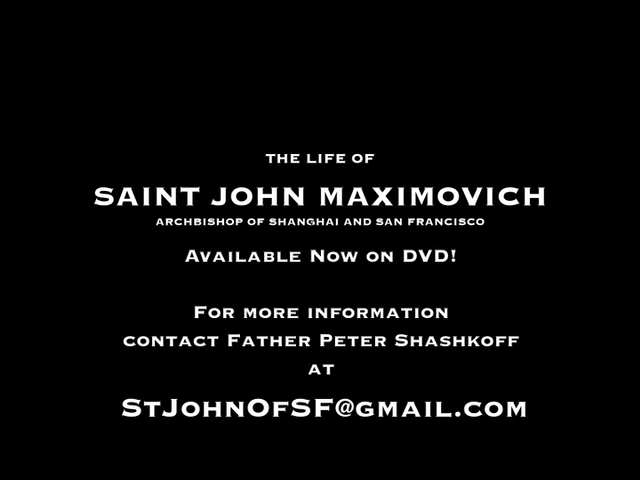 THE LIFE OF
SAINT JOHN MAXIMOVICH
ARCHBISHOP OF SHANGHAI AND SAN FRANCISCO
AVAILABLE NOW ON DVD!
FOR MORE INFORMATION
CONTACT FATHER PETER SHASHKOFF
AT
STJOHNOFSF@GMAIL.COM